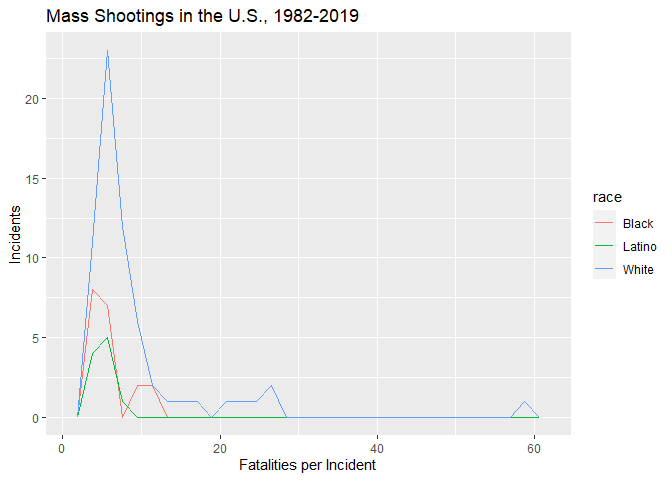 Mass Shootings in the U.S., 1982-2019
20
15
10
5
0
Incidents
0 20 40 60
Fatalities per Incident
race
Black
Latino
White